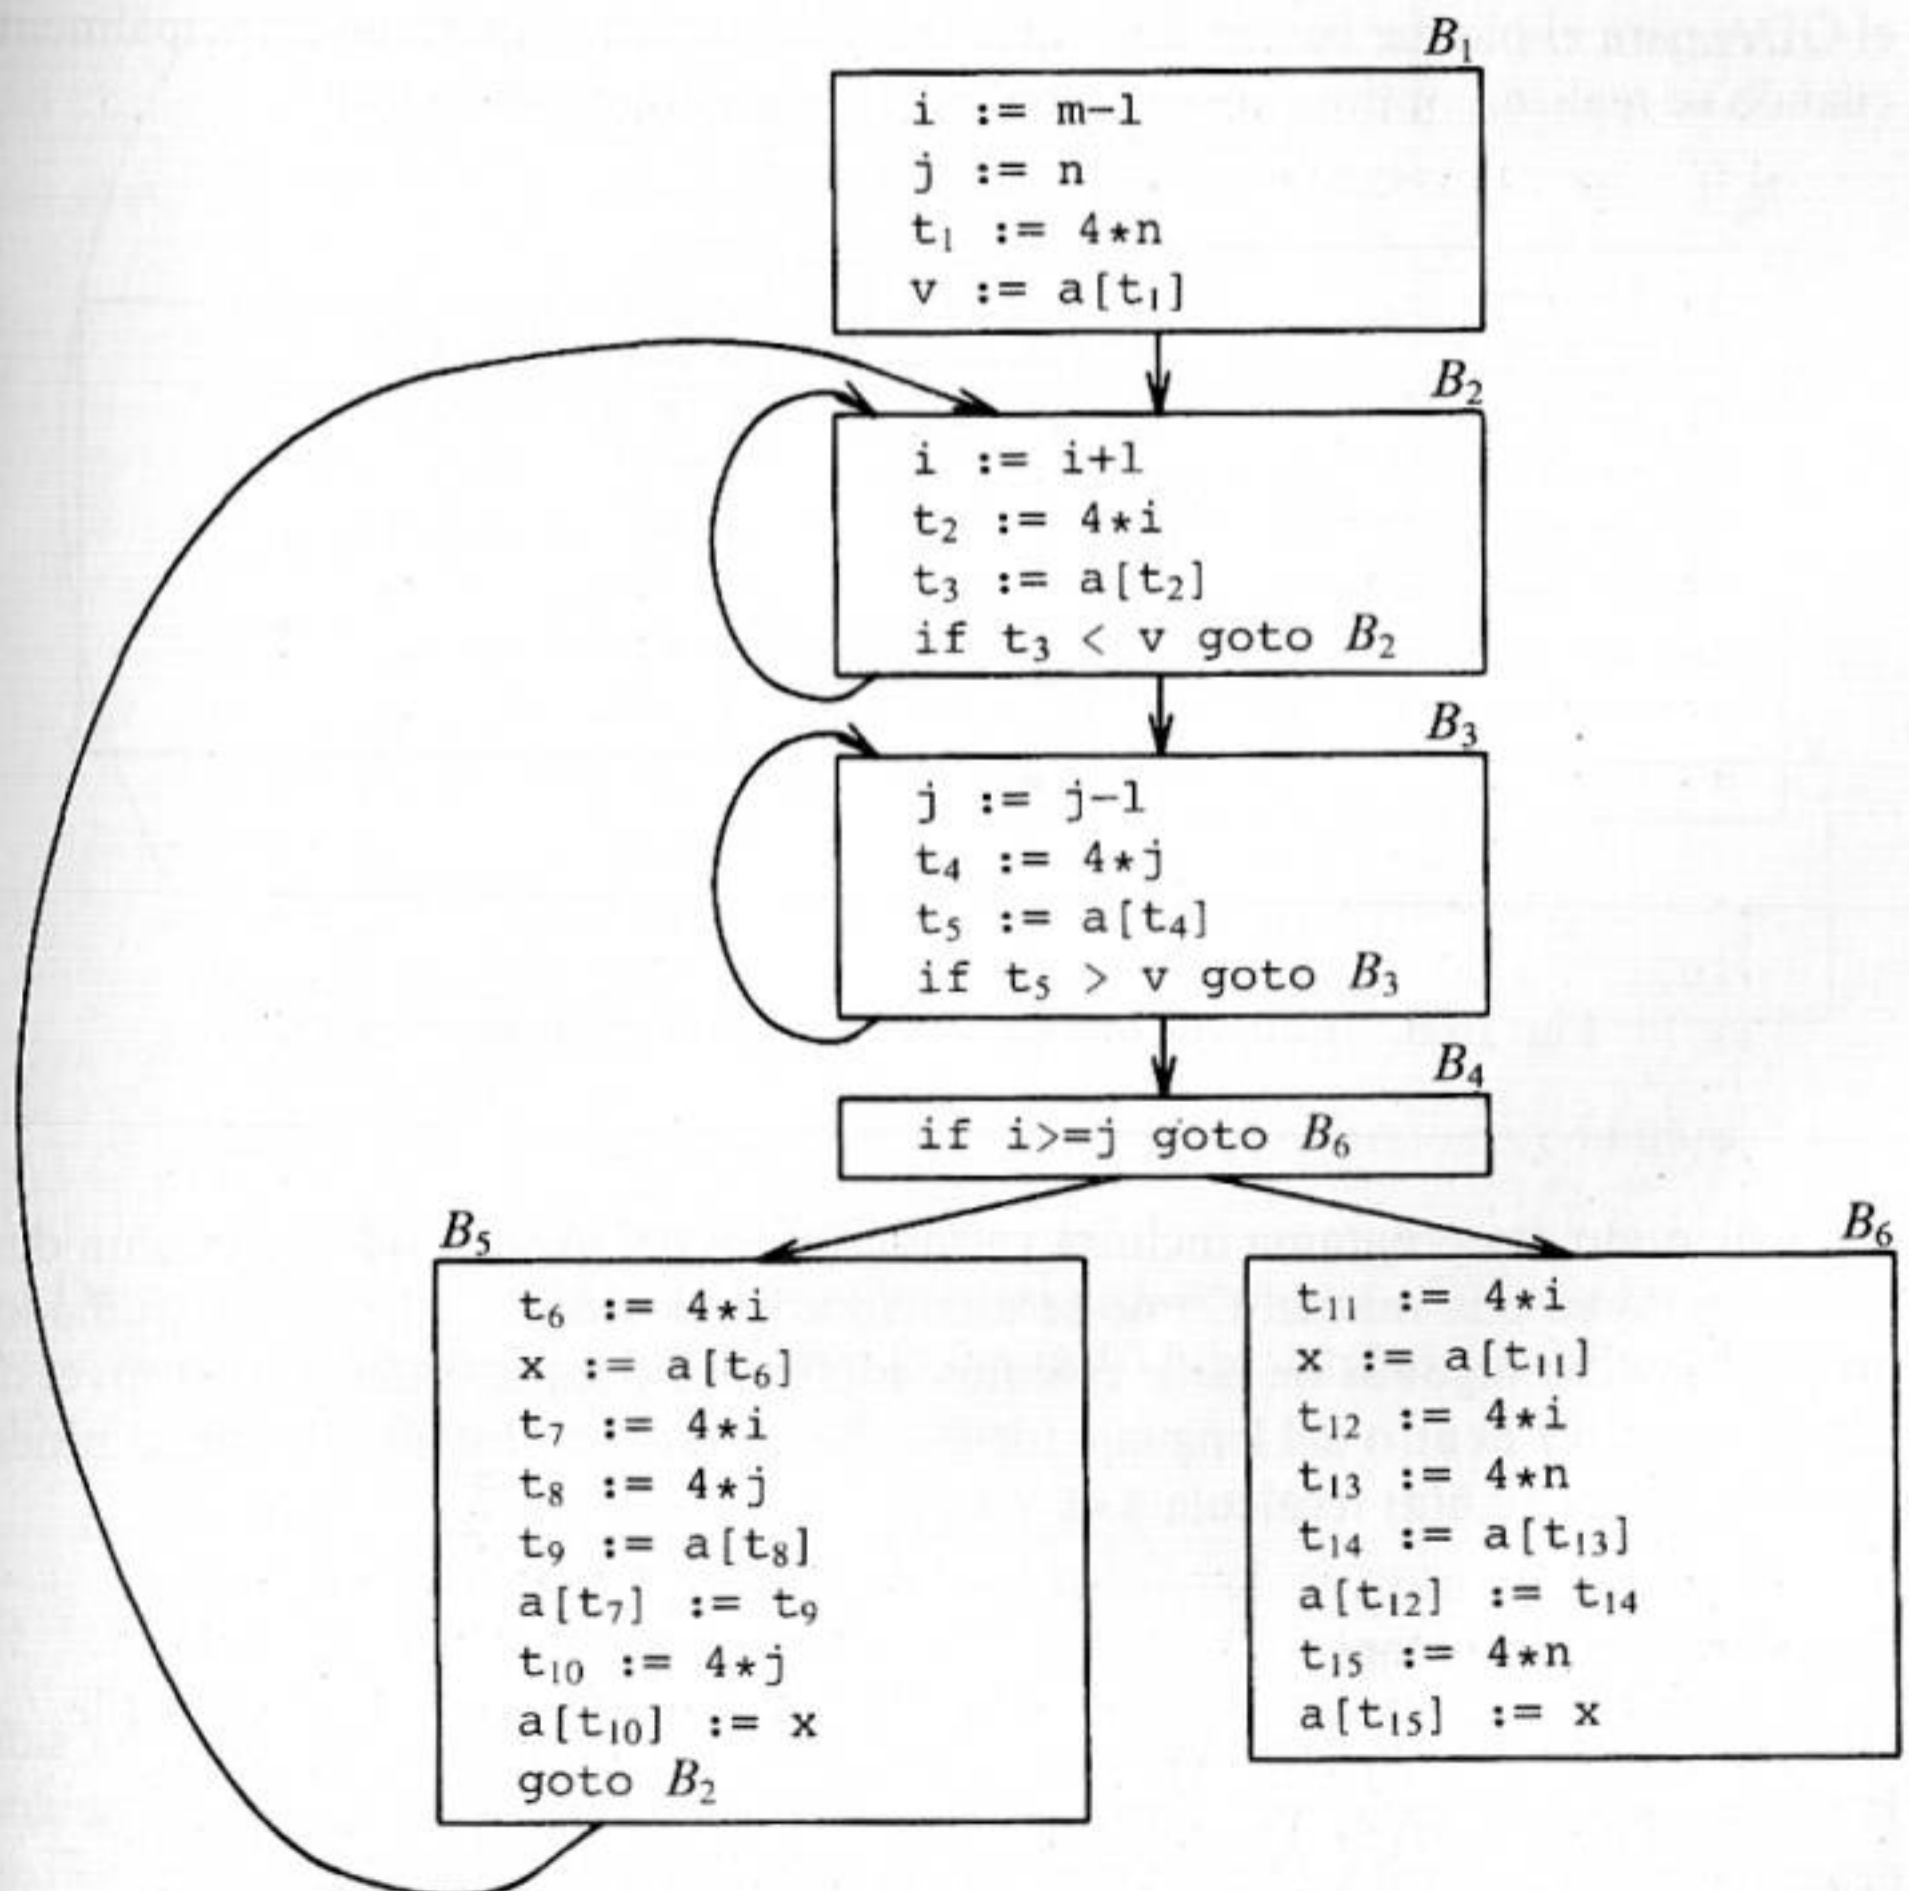 B₁
i := m-1
j := n
t₁ := 4*n
v := a[t₁]
B₂
i := i+1
t₂ := 4*i
t₃ := a[t₂]
if t₃ < v goto B₂
B₃
j := j-1
t₄ := 4*j
t₅ := a[t₄]
if t₅ > v goto B₃
B₄
if i>=j goto B₆
B₅
t₆ := 4*i
x := a[t₆]
t₇ := 4*i
t₈ := 4*j
t₉ := a[t₈]
a[t₇] := t₉
t₁₀ := 4*j
a[t₁₀] := x
goto B₂
B₆
t₁₁ := 4*i
x := a[t₁₁]
t₁₂ := 4*i
t₁₃ := 4*n
t₁₄ := a[t₁₃]
a[t₁₂] := t₁₄
t₁₅ := 4*n
a[t₁₅] := x